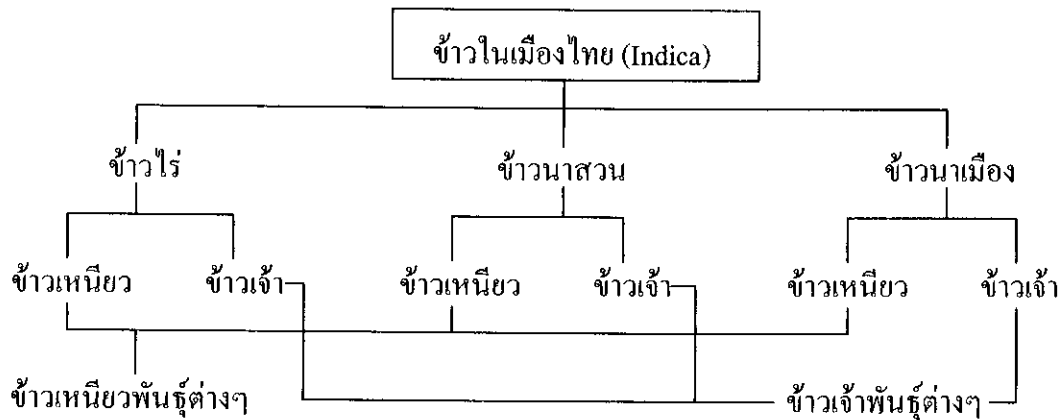 ข้าวในเมืองไทย (Indica)
ข้าวไร่ ข้าวนาสวน ข้าวนาเมือง
ข้าวเหนียว ข้าวเจ้า ข้าวเหนียว ข้าวเจ้า ข้าวเหนียว ข้าวเจ้า
ข้าวเหนียวพันธุ์ต่างๆ ข้าวเจ้าพันธุ์ต่างๆ